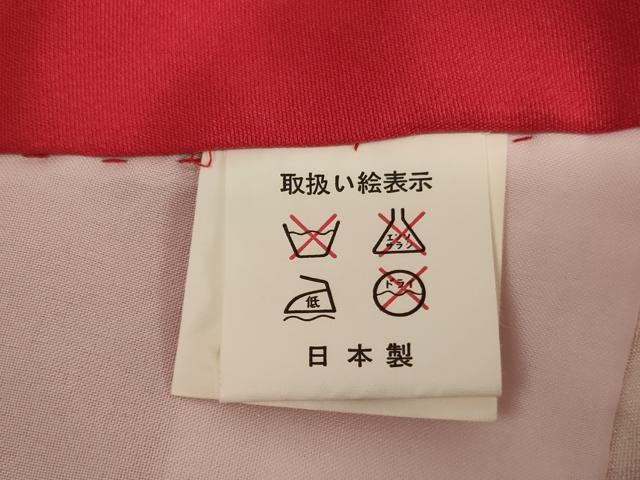 取扱い絵表示
エンソ
サラシ
低
ドライ
日本製